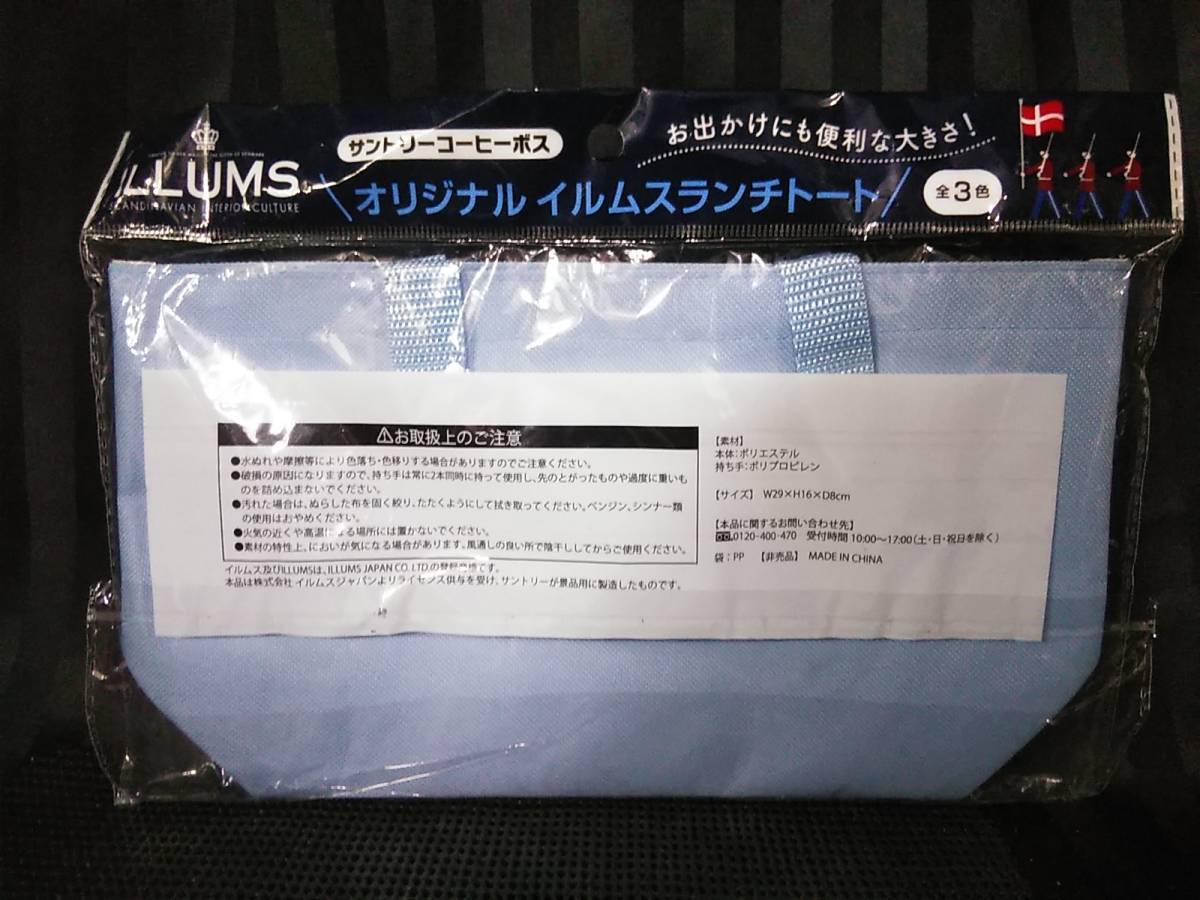 ILLUMS
SCANDINAVIAN INTERIOR CULTURE
サントリーコーヒーボス
お出かけにも便利な大きさ!
オリジナル イルムスランチトート
全3色
⚠お取扱上のご注意
●水ぬれや摩擦等により色落ち・色移りする場合がありますのでご注意ください。
●破損の原因になりますので、持ち手は常に2本同時に持って使用し、先のとがったものや過度に重いも
のを詰め込まないでください。
●汚れた場合は、ぬらした布を固く絞り、たたくようにして拭き取ってください。ベンジン、シンナー類
の使用はおやめください。
●火気の近くや高温になる場所には置かないでください。
●素材の特性上、においが気になる場合があります。風通しの良い所で陰干ししてからご使用ください。
イルムス及びILLUMSは、ILLUMS JAPAN CO. LTD.の登録商標です。
本品は株式会社 イルムスジャパンよりライセンス供与を受け、サントリーが景品用に製造したものです。
【素材】
本体:ポリエステル
持ち手:ポリプロピレン
【サイズ】 W29×H16×D8cm
【本品に関するお問い合わせ先】
0120-400-470 受付時間 10:00〜17:00(土・日・祝日を除く)
袋:PP 【非売品】 MADE IN CHINA